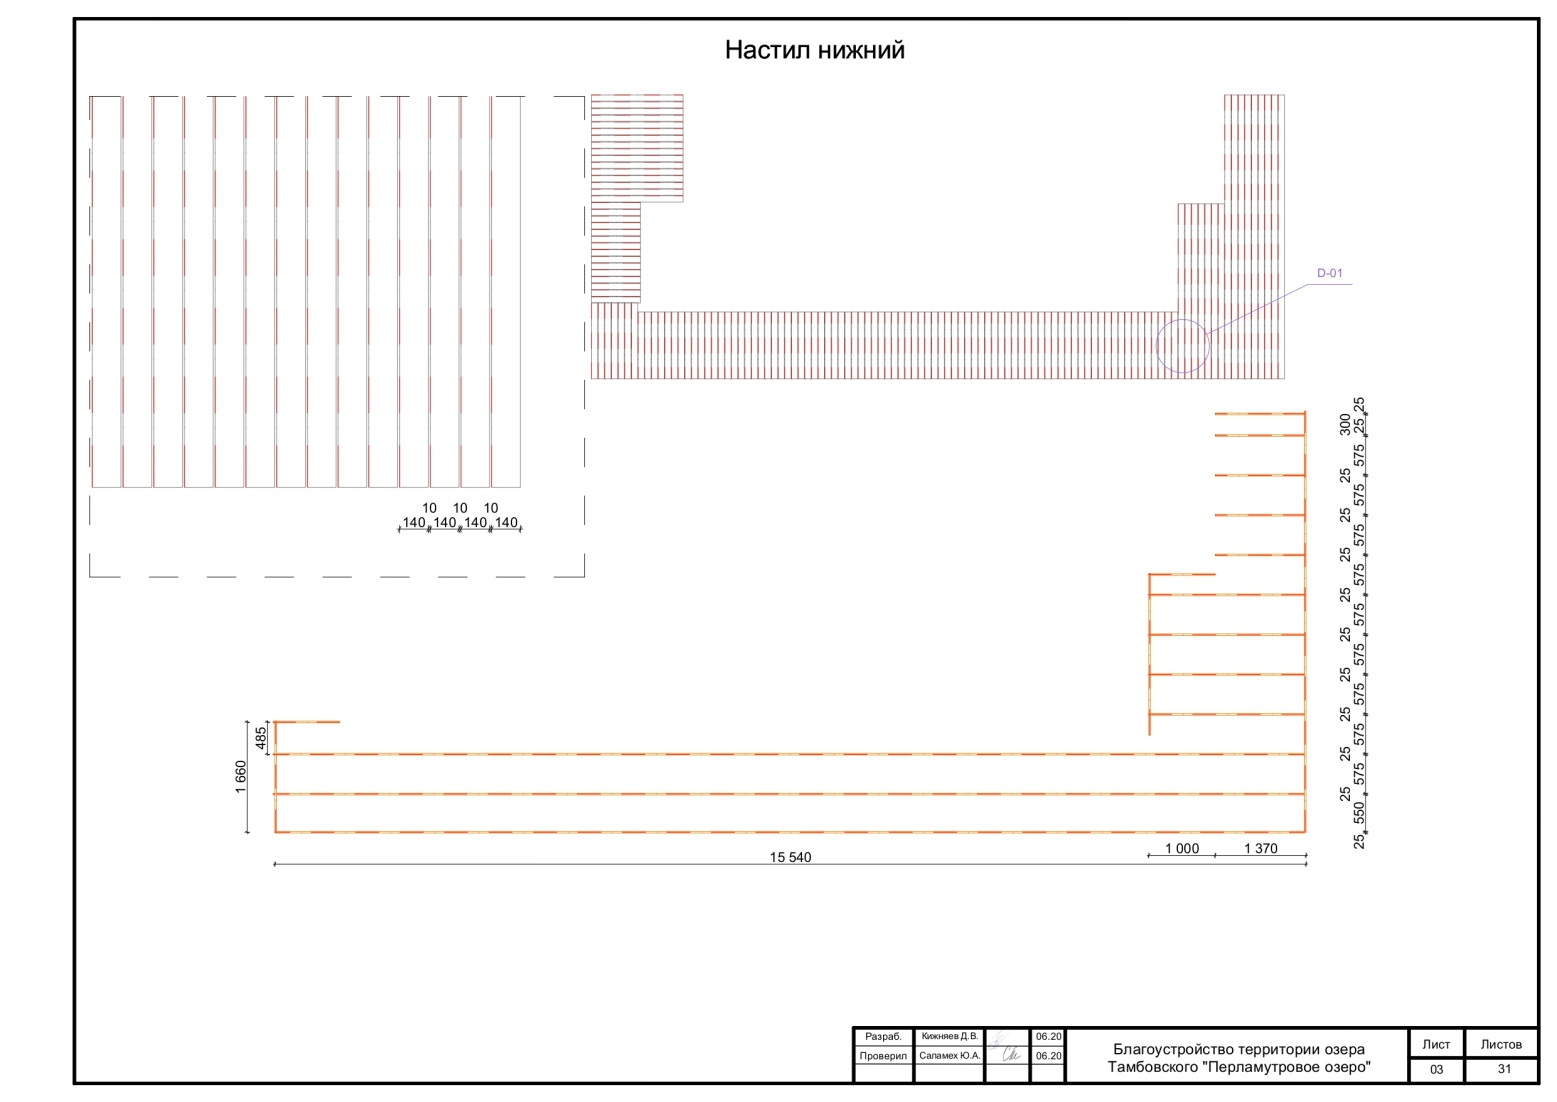 Настил нижний
D-01
10 10 10
140 140 140 140
25
300 25
575
25
575
25
575
25
575
25
575
25
575
25
575
25
575
25
575
25
550
25
485
1 660
15 540
1 000 1 370
Разраб. Кижняев Д.В. 06.20
Проверил Саламех Ю.А. 06.20
Благоустройство территории озера
Тамбовского "Перламутровое озеро"
Лист Листов
03 31